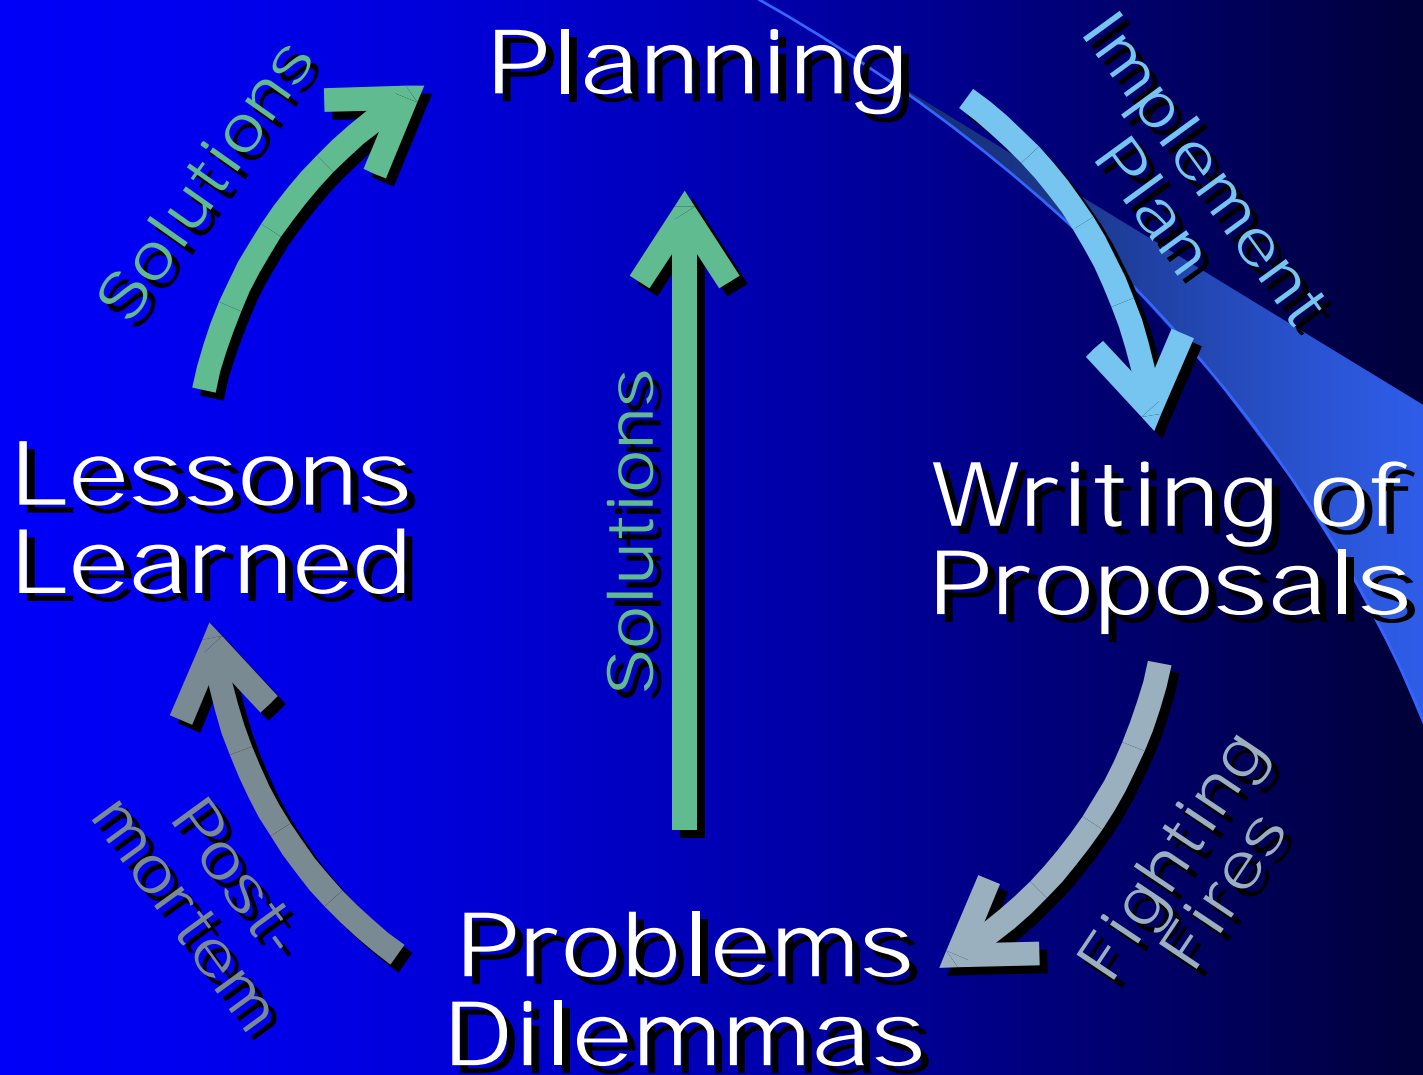 Planning
Implement
Plan
Writing of
Proposals
Fighting
Fires
Problems
Dilemmas
Post-
mortem
Lessons
Learned
Solutions
Solutions